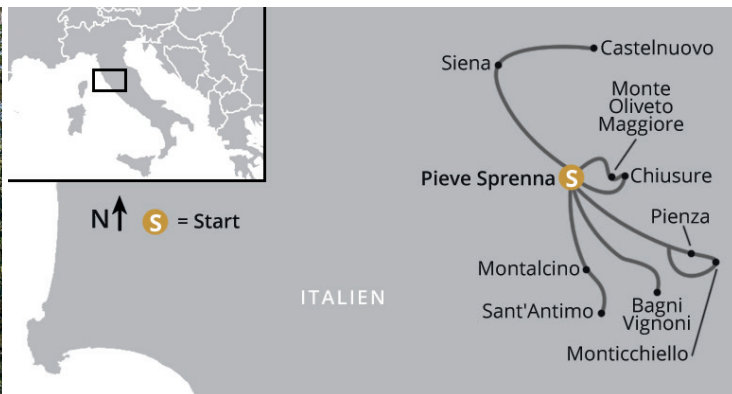 Castelnuovo
Siena
Monte
Oliveto
Maggiore
Pieve Sprenna S
Chiusure
Pienza
N S = Start
Montalcino
ITALIEN
Sant'Antimo
Bagni
Vignoni
Monticchiello